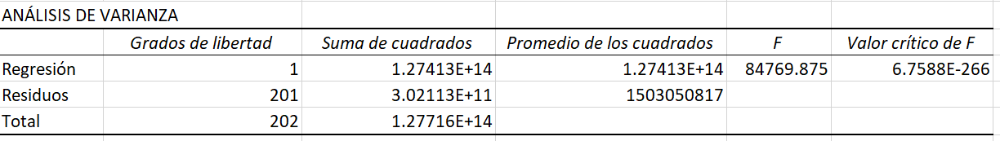 ANÁLISIS DE VARIANZA
Grados de libertad Suma de cuadrados Promedio de los cuadrados F Valor crítico de F
Regresión 1 1.27413E+14 1.27413E+14 84769.875 6.7588E-266
Residuos 201 3.02113E+11 1503050817
Total 202 1.27716E+14